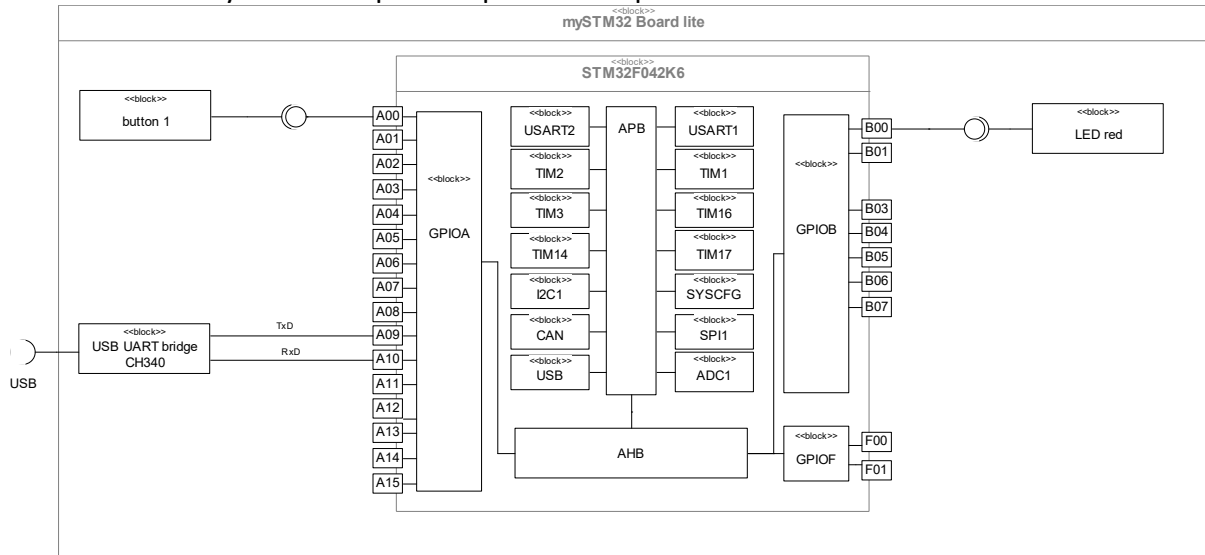 <<block>>
mySTM32 Board lite
<<block>>
STM32F042K6
<<block>>
button 1
A00
A01
A02
A03
A04
A05
A06
A07
A08
A09
A10
A11
A12
A13
A14
A15
<<block>>
GPIOA
<<block>>
USART2
<<block>>
TIM2
<<block>>
TIM3
<<block>>
TIM14
<<block>>
I2C1
<<block>>
CAN
<<block>>
USB
APB
<<block>>
USART1
<<block>>
TIM1
<<block>>
TIM16
<<block>>
TIM17
<<block>>
SYSCFG
<<block>>
SPI1
<<block>>
ADC1
<<block>>
GPIOB
B00
B01
B03
B04
B05
B06
B07
<<block>>
LED red
USB
<<block>>
USB UART bridge
CH340
TxD
RxD
AHB
<<block>>
GPIOF
F00
F01